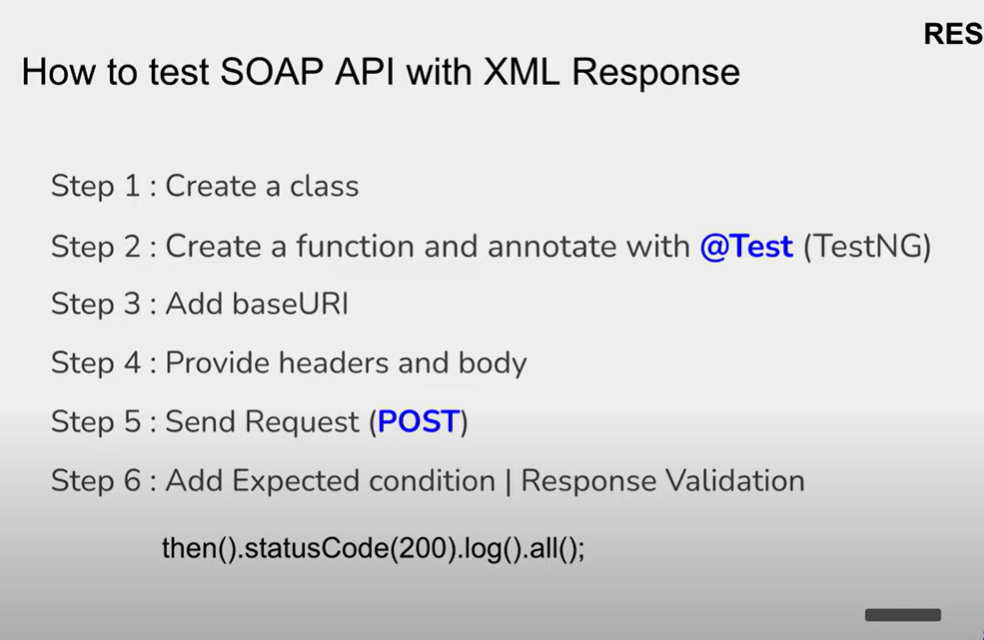 RES
How to test SOAP API with XML Response
Step 1 : Create a class
Step 2 : Create a function and annotate with @Test (TestNG)
Step 3 : Add baseURI
Step 4 : Provide headers and body
Step 5 : Send Request (POST)
Step 6 : Add Expected condition | Response Validation
then().statusCode(200).log().all();